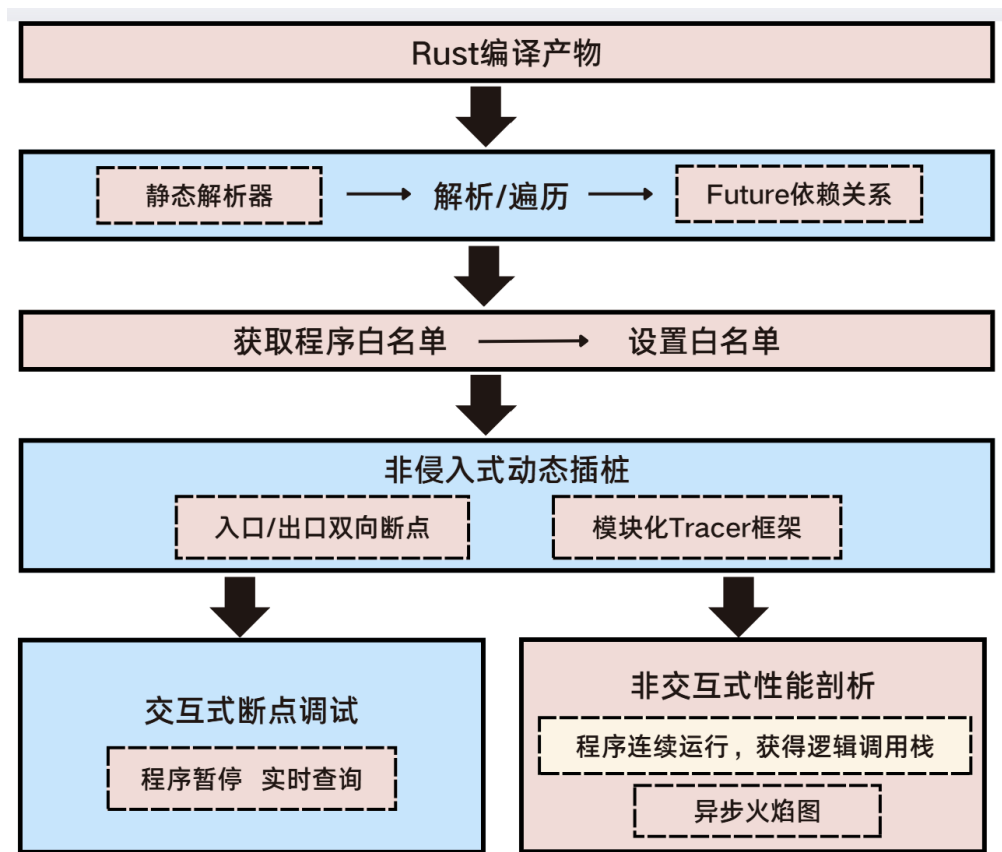 Rust编译产物
静态解析器 解析/遍历 Future依赖关系
获取程序白名单 设置白名单
非侵入式动态插桩
入口/出口双向断点 模块化Tracer框架
交互式断点调试
程序暂停 实时查询
非交互式性能剖析
程序连续运行，获得逻辑调用栈
异步火焰图